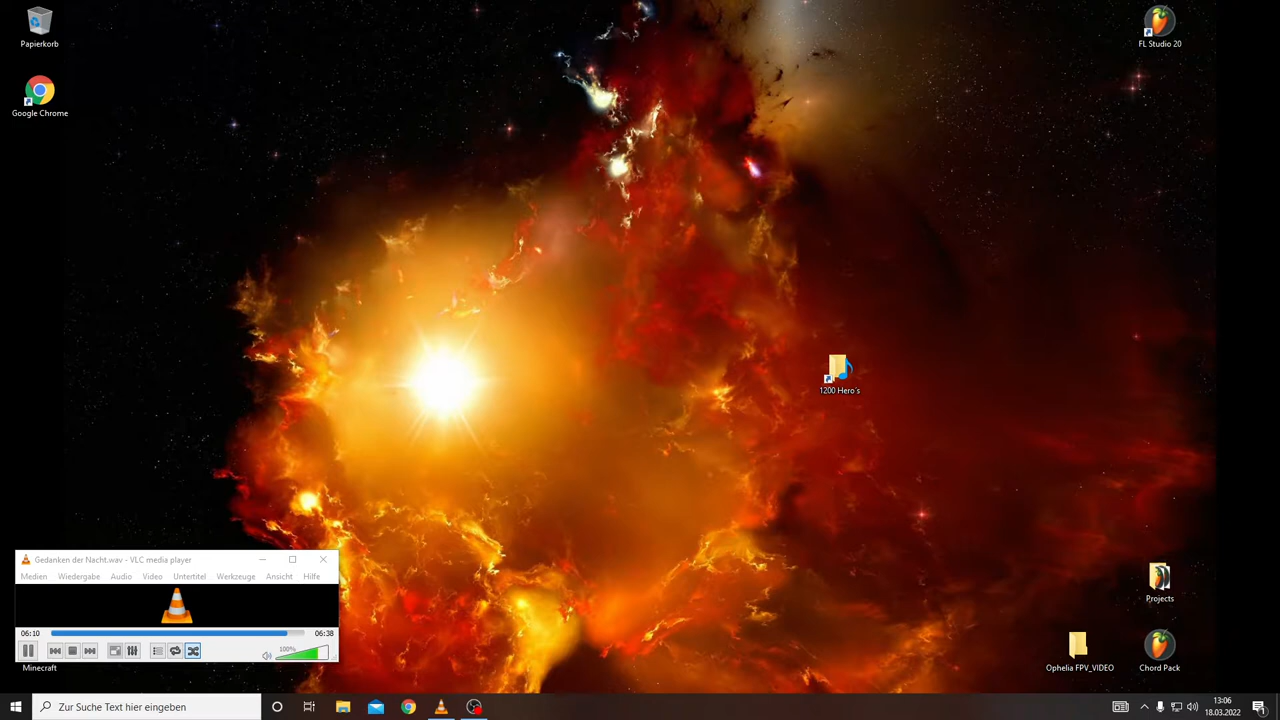 Papierkorb
FL Studio 20
Google Chrome
1200 Hero's
Gedanken der Nacht.wav - VLC media player
Medien Wiedergabe Audio Video Untertitel Werkzeuge Ansicht Hilfe
06:10 06:38
100%
Minecraft
Projects
Ophelia FPV_VIDEO
Chord Pack
Zur Suche Text hier eingeben
13:06
18.03.2022
1